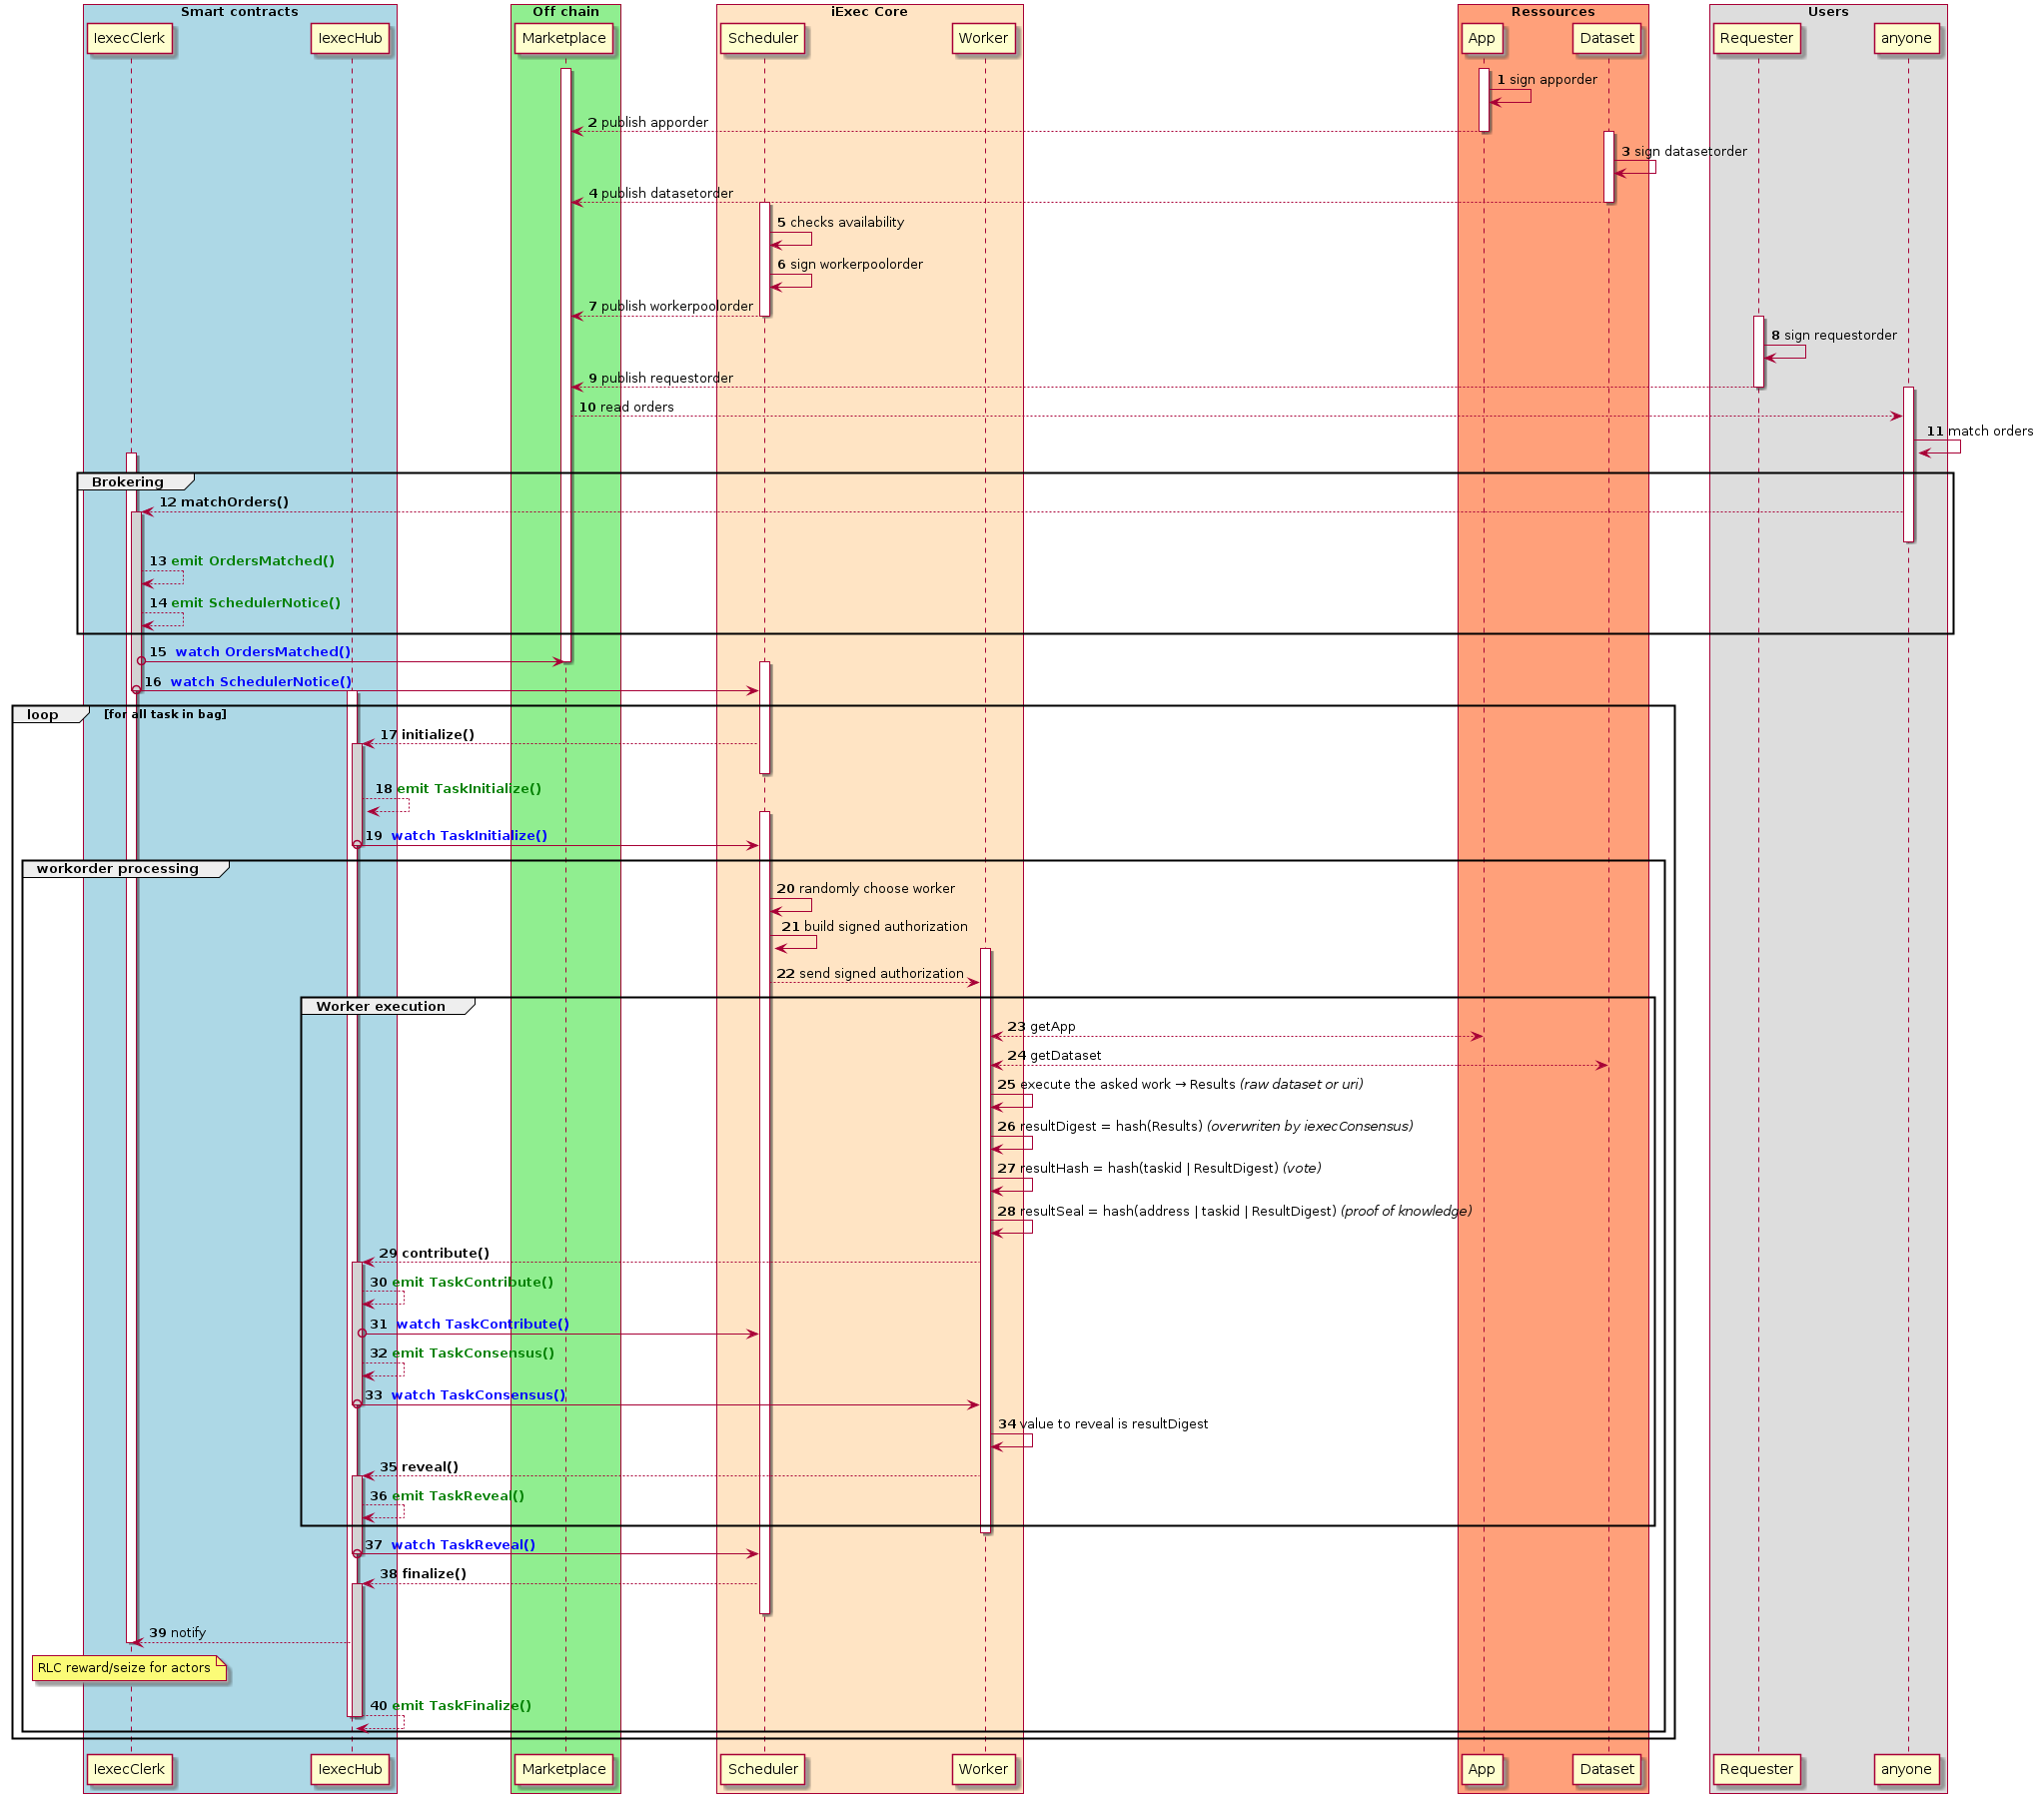 Smart contracts
Off chain
iExec Core
Ressources
Users
IexecClerk
IexecHub
Marketplace
Scheduler
Worker
App
Dataset
Requester
anyone
1 sign apporder
2 publish apporder
3 sign datasetorder
4 publish datasetorder
5 checks availability
6 sign workerpoolorder
7 publish workerpoolorder
8 sign requestorder
9 publish requestorder
10 read orders
11 match orders
Brokering
12 matchOrders()
13 emit OrdersMatched()
14 emit SchedulerNotice()
15 watch OrdersMatched()
16 watch SchedulerNotice()
loop [for all task in bag]
17 initialize()
18 emit TaskInitialize()
19 watch TaskInitialize()
workorder processing
20 randomly choose worker
21 build signed authorization
22 send signed authorization
Worker execution
23 getApp
24 getDataset
25 execute the asked work → Results (raw dataset or uri)
26 resultDigest = hash(Results) (overwriten by iexecConsensus)
27 resultHash = hash(taskid | ResultDigest) (vote)
28 resultSeal = hash(address | taskid | ResultDigest) (proof of knowledge)
29 contribute()
30 emit TaskContribute()
31 watch TaskContribute()
32 emit TaskConsensus()
33 watch TaskConsensus()
34 value to reveal is resultDigest
35 reveal()
36 emit TaskReveal()
37 watch TaskReveal()
38 finalize()
39 notify
RLC reward/seize for actors
40 emit TaskFinalize()
IexecClerk
IexecHub
Marketplace
Scheduler
Worker
App
Dataset
Requester
anyone